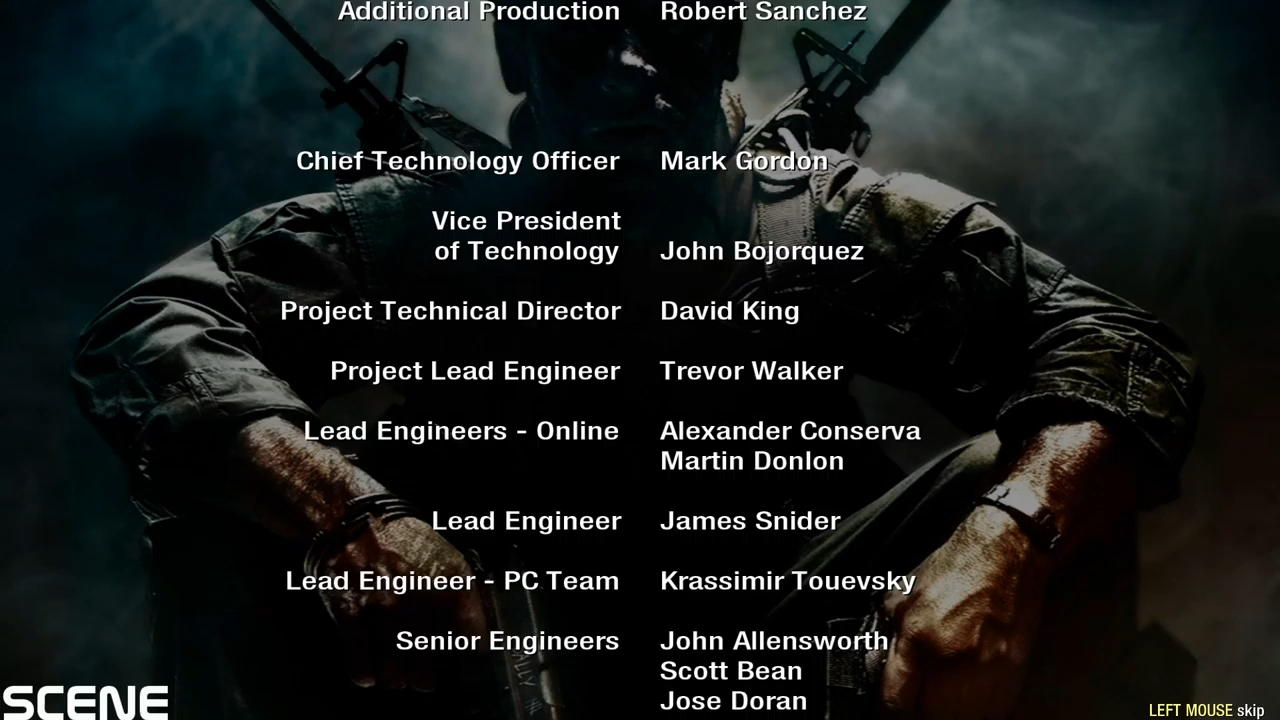 Additional Production Robert Sanchez
Chief Technology Officer Mark Gordon
Vice President
of Technology John Bojorquez
Project Technical Director David King
Project Lead Engineer Trevor Walker
Lead Engineers - Online Alexander Conserva
Martin Donlon
Lead Engineer James Snider
Lead Engineer - PC Team Krassimir Touevsky
Senior Engineers John Allensworth
Scott Bean
Jose Doran
SCENE
LEFT MOUSE skip